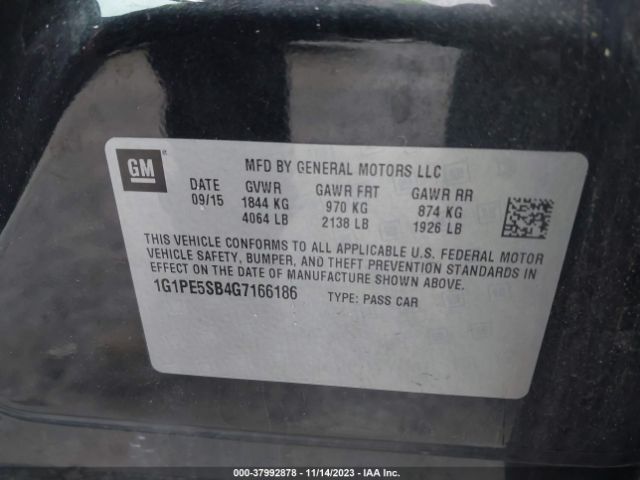 GM ®
MFD BY GENERAL MOTORS LLC
DATE GVWR GAWR FRT GAWR RR
09/15 1844 KG 970 KG 874 KG
4064 LB 2138 LB 1926 LB
THIS VEHICLE CONFORMS TO ALL APPLICABLE U.S. FEDERAL MOTOR
VEHICLE SAFETY, BUMPER, AND THEFT PREVENTION STANDARDS IN
EFFECT ON THE DATE OF MANUFACTURE SHOWN ABOVE.
1G1PE5SB4G7166186 TYPE: PASS CAR
000-37992878 - 11/14/2023 - IAA Inc.